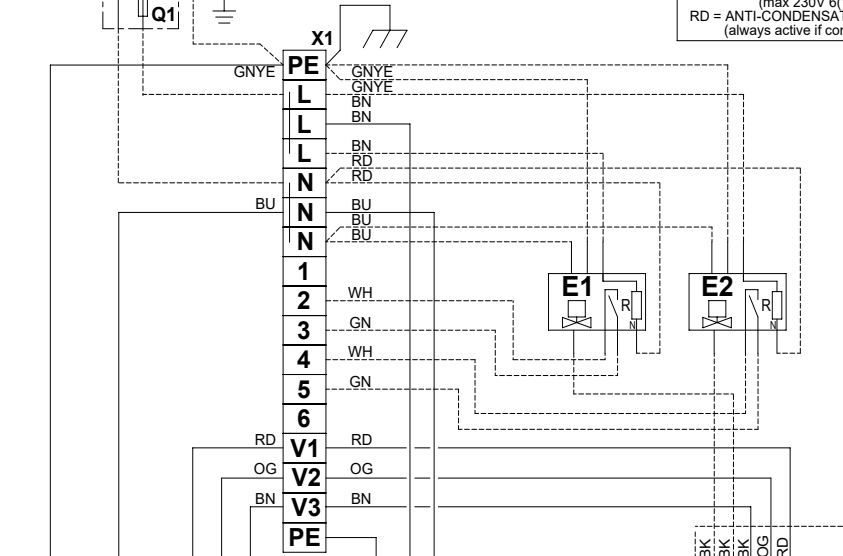 (max 230V 6(
Q1
RD = ANTI-CONDENSAT
(always active if con
X1
GNYE PE GNYE
GNYE
L BN
L BN
L BN
RD
N RD
BU N BU
BU
N BU
1
E1 E2
2 WH
R R
3 GN
N N
4 WH
5 GN
6
RD V1 RD
OG V2 OG
BN V3 BN
PE
BK BK BK OG RD